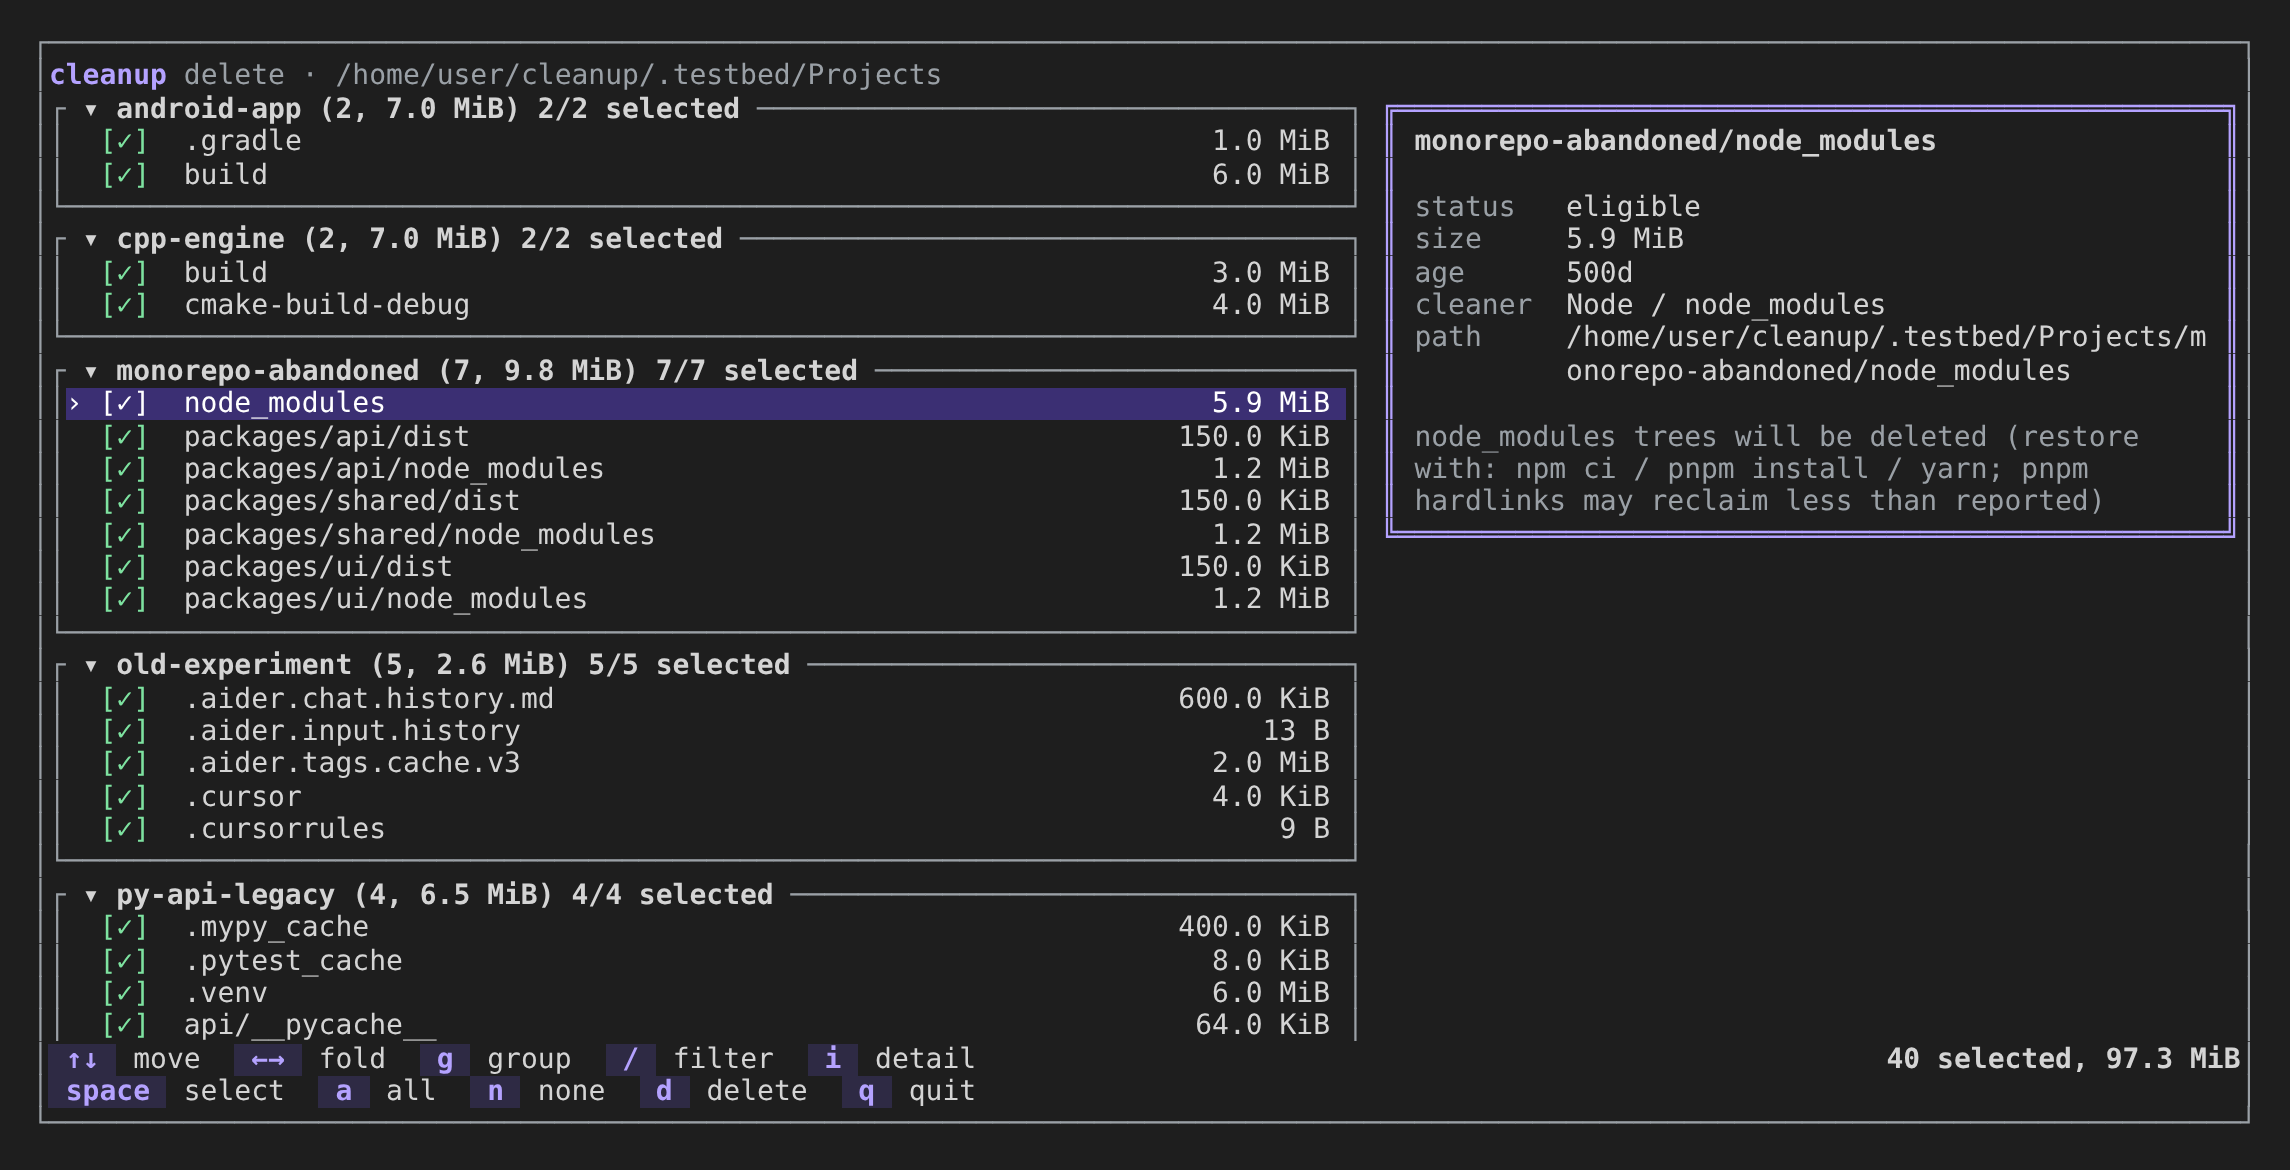 cleanup delete · /home/user/cleanup/.testbed/Projects
▾ android-app (2, 7.0 MiB) 2/2 selected
[✓] .gradle 1.0 MiB
[✓] build 6.0 MiB
▾ cpp-engine (2, 7.0 MiB) 2/2 selected
[✓] build 3.0 MiB
[✓] cmake-build-debug 4.0 MiB
▾ monorepo-abandoned (7, 9.8 MiB) 7/7 selected
› [✓] node_modules 5.9 MiB
[✓] packages/api/dist 150.0 KiB
[✓] packages/api/node_modules 1.2 MiB
[✓] packages/shared/dist 150.0 KiB
[✓] packages/shared/node_modules 1.2 MiB
[✓] packages/ui/dist 150.0 KiB
[✓] packages/ui/node_modules 1.2 MiB
▾ old-experiment (5, 2.6 MiB) 5/5 selected
[✓] .aider.chat.history.md 600.0 KiB
[✓] .aider.input.history 13 B
[✓] .aider.tags.cache.v3 2.0 MiB
[✓] .cursor 4.0 KiB
[✓] .cursorrules 9 B
▾ py-api-legacy (4, 6.5 MiB) 4/4 selected
[✓] .mypy_cache 400.0 KiB
[✓] .pytest_cache 8.0 KiB
[✓] .venv 6.0 MiB
[✓] api/__pycache__ 64.0 KiB
monorepo-abandoned/node_modules
status eligible
size 5.9 MiB
age 500d
cleaner Node / node_modules
path /home/user/cleanup/.testbed/Projects/m
onorepo-abandoned/node_modules
node_modules trees will be deleted (restore
with: npm ci / pnpm install / yarn; pnpm
hardlinks may reclaim less than reported)
↑↓ move ←→ fold g group / filter i detail 40 selected, 97.3 MiB
space select a all n none d delete q quit